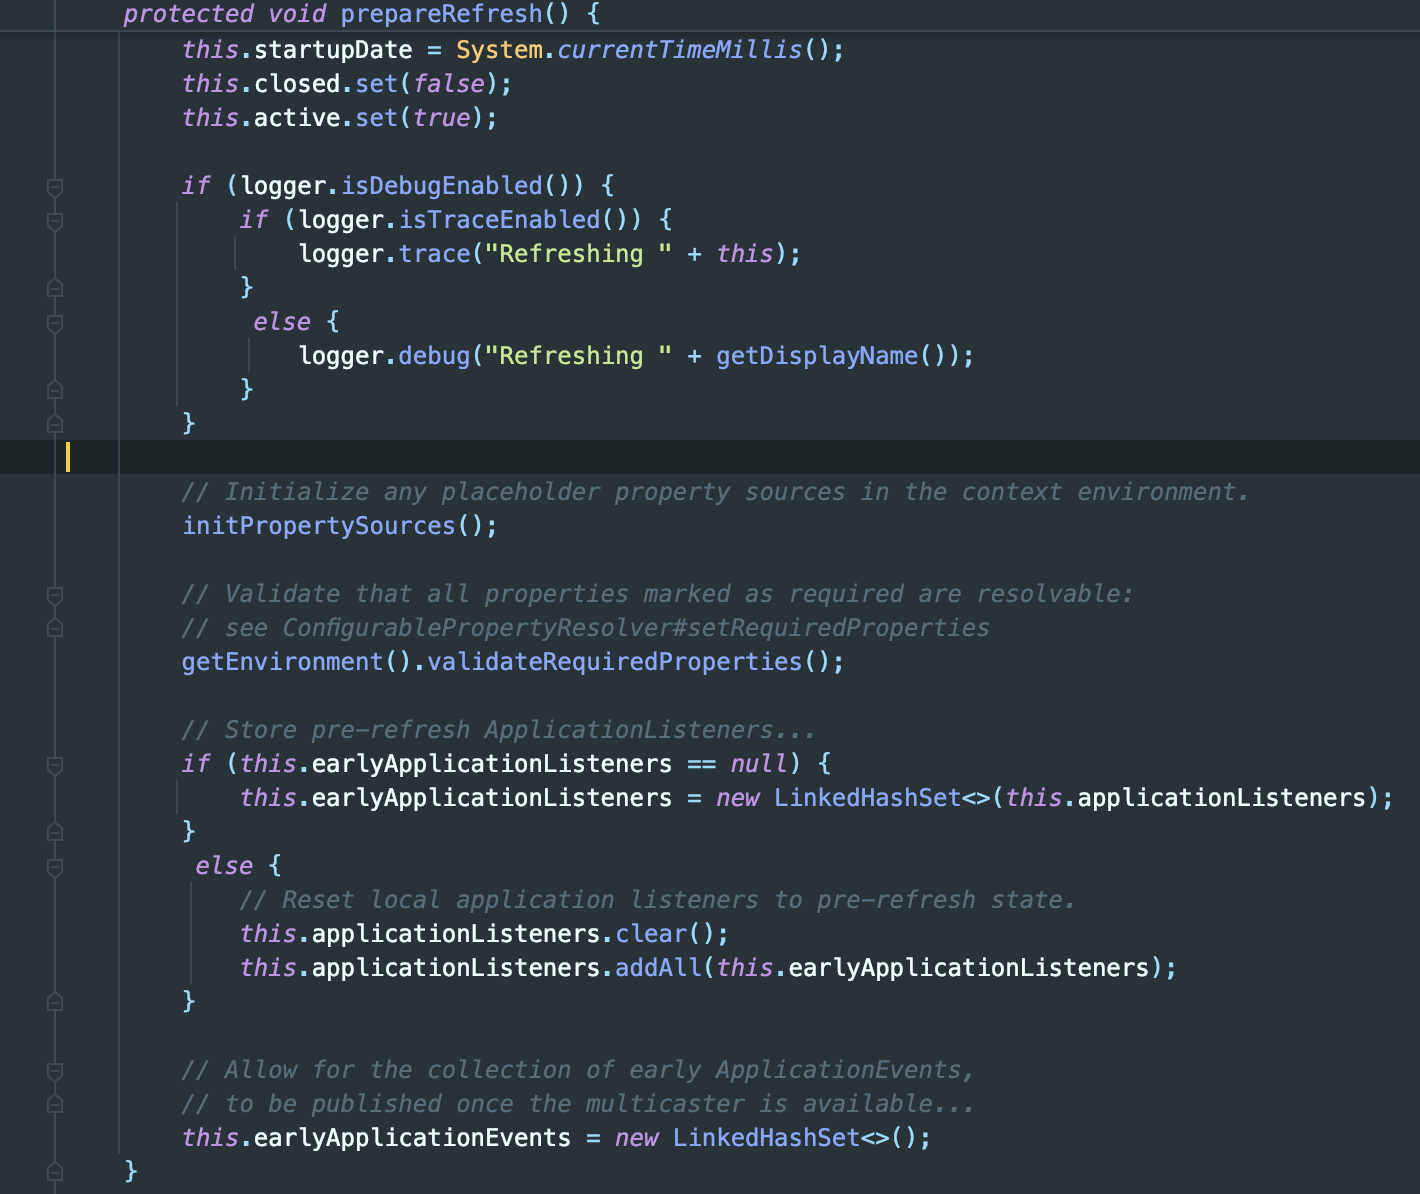 protected void prepareRefresh() {
this.startupDate = System.currentTimeMillis();
this.closed.set(false);
this.active.set(true);
if (logger.isDebugEnabled()) {
if (logger.isTraceEnabled()) {
logger.trace("Refreshing " + this);
}
else {
logger.debug("Refreshing " + getDisplayName());
}
}
// Initialize any placeholder property sources in the context environment.
initPropertySources();
// Validate that all properties marked as required are resolvable:
// see ConfigurablePropertyResolver#setRequiredProperties
getEnvironment().validateRequiredProperties();
// Store pre-refresh ApplicationListeners...
if (this.earlyApplicationListeners == null) {
this.earlyApplicationListeners = new LinkedHashSet<>(this.applicationListeners);
}
else {
// Reset local application listeners to pre-refresh state.
this.applicationListeners.clear();
this.applicationListeners.addAll(this.earlyApplicationListeners);
}
// Allow for the collection of early ApplicationEvents,
// to be published once the multicaster is available...
this.earlyApplicationEvents = new LinkedHashSet<>();
}